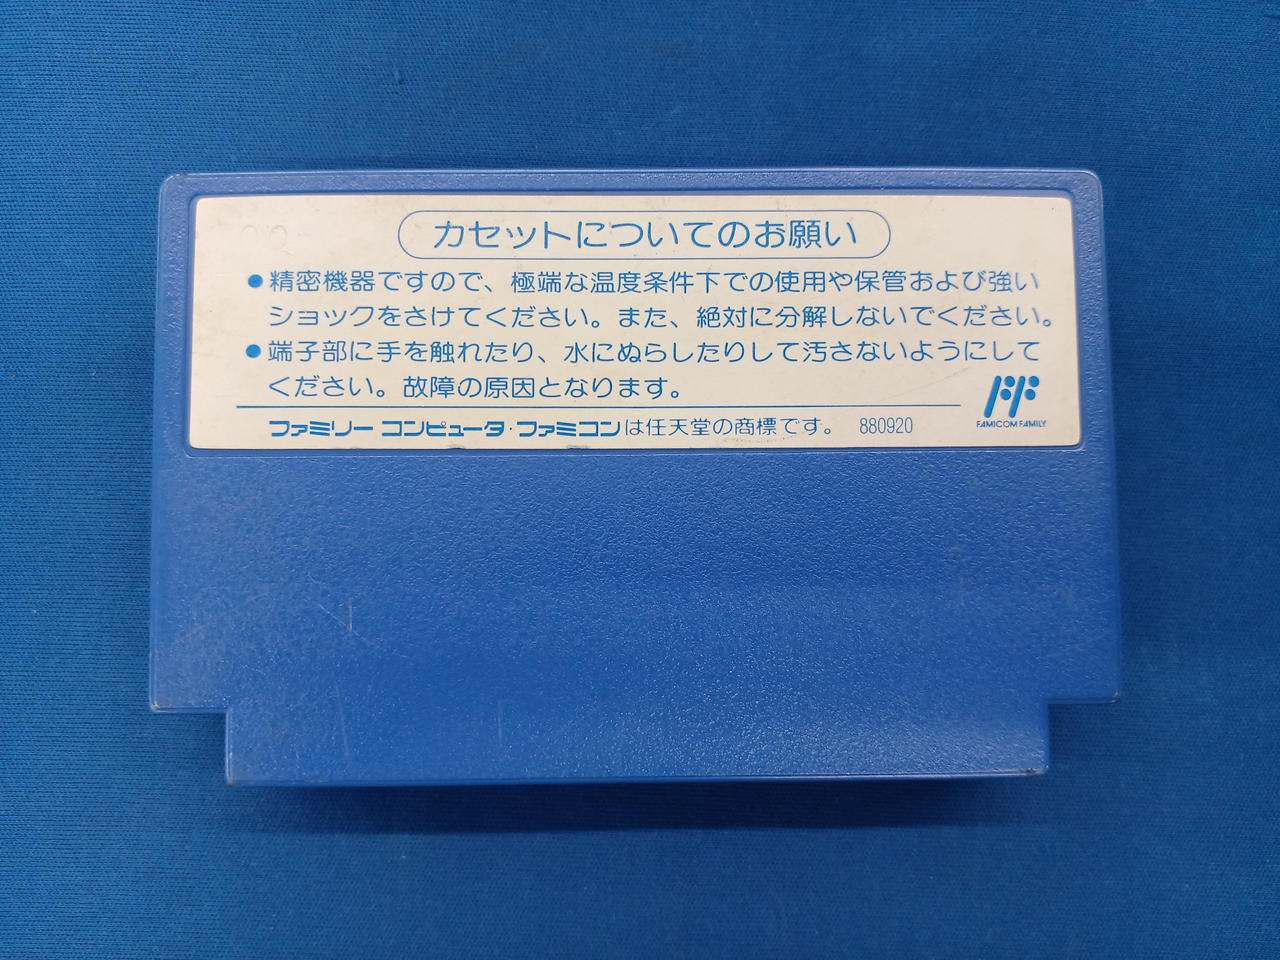 カセットについてのお願い
●精密機器ですので、極端な温度条件下での使用や保管および強い
ショックをさけてください。また、絶対に分解しないでください。
●端子部に手を触れたり、水にぬらしたりして汚さないようにして
ください。故障の原因となります。
FAMICOM FAMILY
ファミリー コンピュータ・ファミコンは任天堂の商標です。 880920